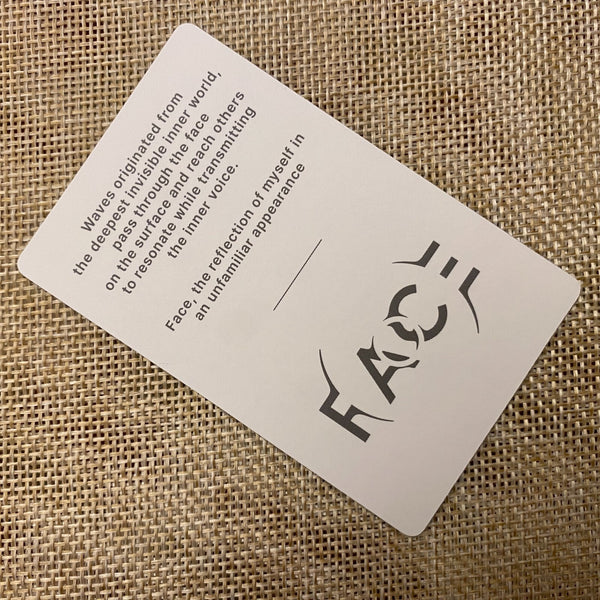 Waves originated from
the deepest invisible inner world,
pass through the face
on the surface and reach others
to resonate while transmitting
the inner voice.
Face, the reflection of myself in
an unfamiliar appearance
FACE